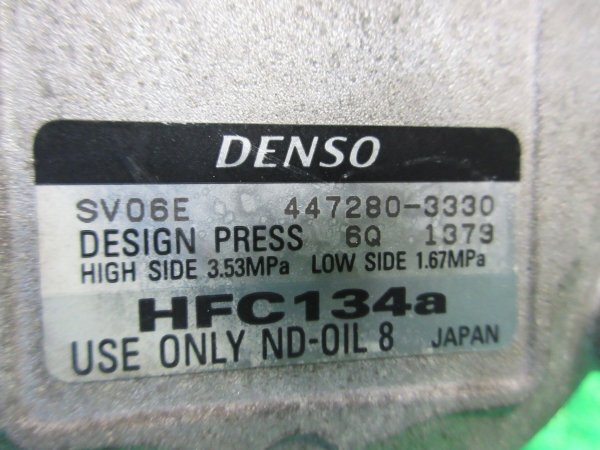 DENSO
SV06E 447280-3330
DESIGN PRESS 6Q 1379
HIGH SIDE 3.53MPa LOW SIDE 1.67MPa
HFC134a
USE ONLY ND-OIL 8 JAPAN